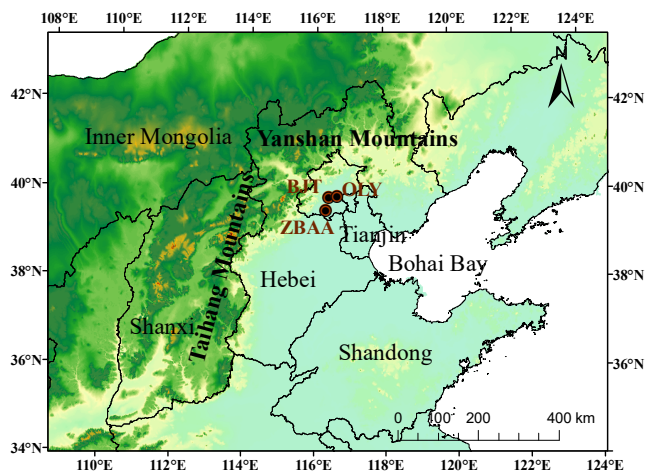 108°E 110°E 112°E 114°E 116°E 118°E 120°E 122°E 124°E
N
42°N 42°N
Inner Mongolia
Yanshan Mountains
40°N 40°N
BJT OLY
ZBAA
Tianjin
Taihang Mountains
Bohai Bay
38°N 38°N
Hebei
Shanxi
Shandong
36°N 36°N
0 100 200 400 km
34°N 34°N
110°E 112°E 114°E 116°E 118°E 120°E 122°E